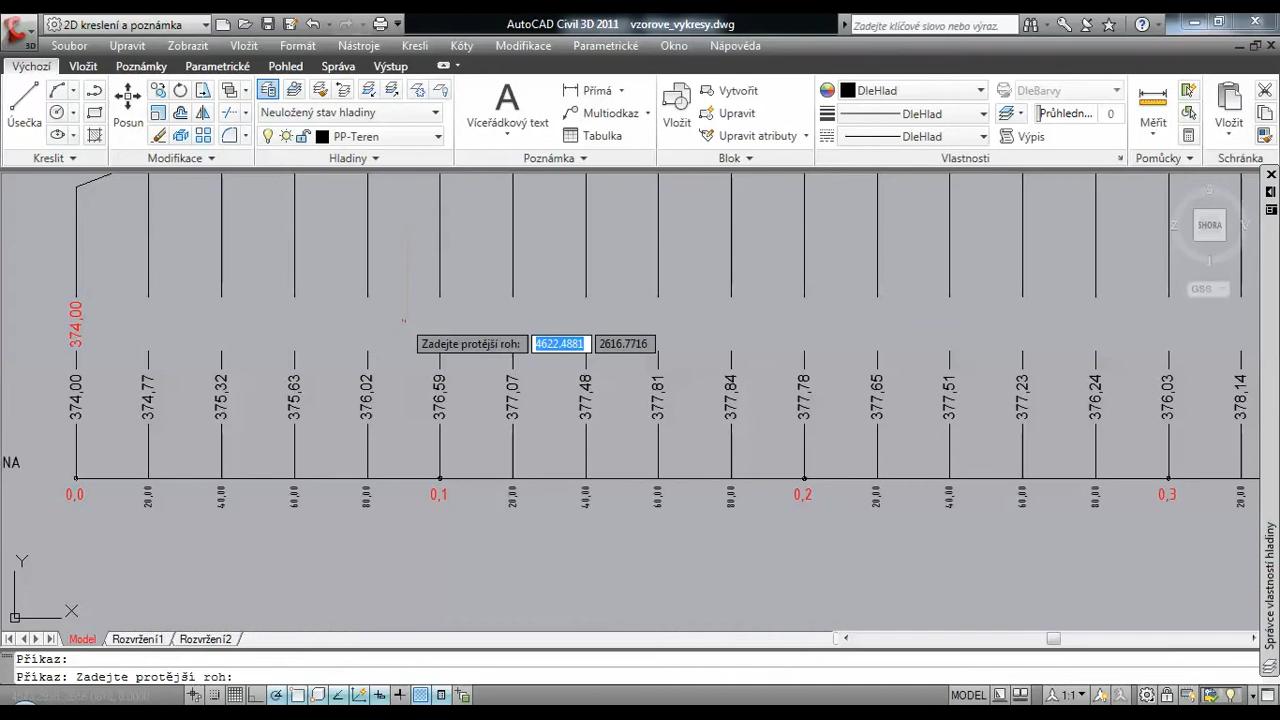 2D kreslení a poznámka
AutoCAD Civil 3D 2011 vzorove_vykresy.dwg
Zadejte klíčové slovo nebo výraz.
3D
Soubor Upravit Zobrazit Vložit Formát Nástroje Kresli Kóty Modifikace Parametrické Okno Nápověda
Výchozí Vložit Poznámky Parametrické Pohled Správa Výstup
Úsečka
Neuložený stav hladiny
PP-Teren
Víceřádkový text
Přímá
Multiodkaz
Tabulka
Vložit
Vytvořit
Upravit
Upravit atributy
DleHlad
DleHlad
DleHlad
DleBarvy
Průhledn... 0
Výpis
Měřit
Vložit
Kreslit Modifikace Hladiny Poznámka Blok Vlastnosti Pomůcky Schránka
S
Z SHORA V
GSS
374,00
Zadejte protější roh: 4622.4881 2616.7716
374,00 374,77 375,32 375,63 376,02 376,59 377,07 377,48 377,81 377,84 377,78 377,65 377,51 377,23 376,24 376,03 378,14
NA
0,0 20,00 40,00 60,00 80,00 0,1 20,00 40,00 60,00 80,00 0,2 20,00 40,00 60,00 80,00 0,3 20,00
Y
X
Správce vlastností hladiny
Model Rozvržení1 Rozvržení2
Příkaz:
Příkaz: Zadejte protější roh:
MODEL 1:1